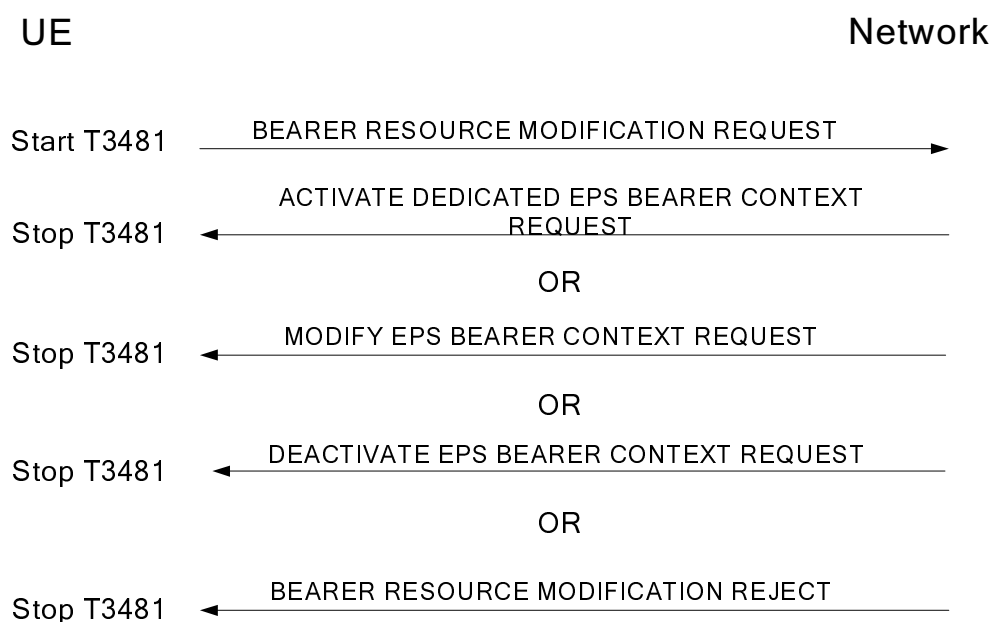 UE Network
Start T3481 BEARER RESOURCE MODIFICATION REQUEST
ACTIVATE DEDICATED EPS BEARER CONTEXT
Stop T3481 REQUEST
OR
Stop T3481 MODIFY EPS BEARER CONTEXT REQUEST
OR
Stop T3481 DEACTIVATE EPS BEARER CONTEXT REQUEST
OR
Stop T3481 BEARER RESOURCE MODIFICATION REJECT